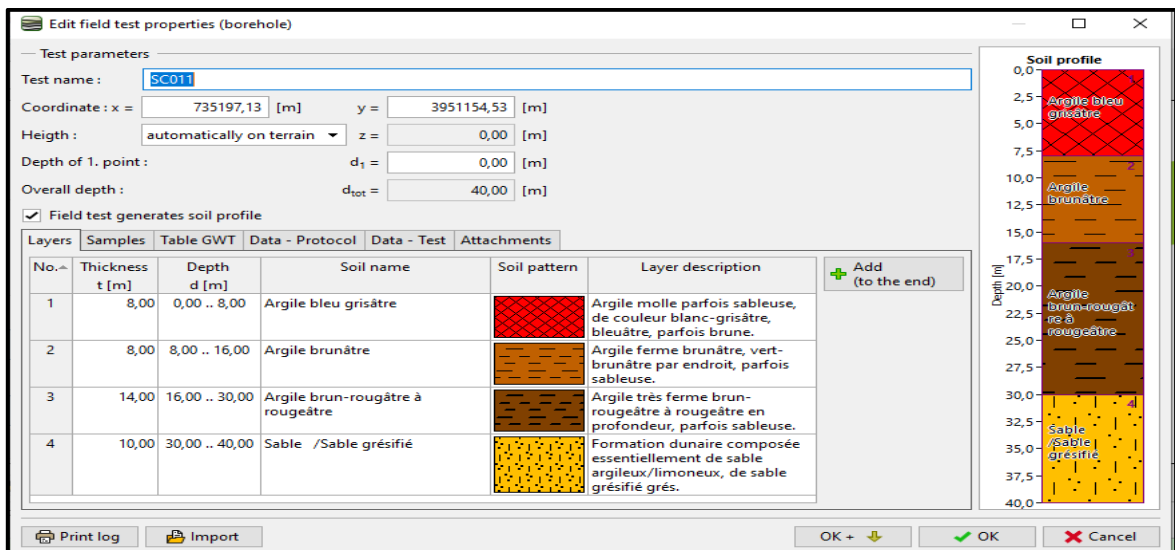 Edit field test properties (borehole)
Test parameters
Test name :
SC011
Coordinate : x =
735197,13 [m]
y =
3951154,53 [m]
Heigth :
automatically on terrain
z =
0,00 [m]
Depth of 1. point :
d1 =
0,00 [m]
Overall depth :
dtot =
40,00 [m]
Field test generates soil profile
Layers Samples Table GWT Data - Protocol Data - Test Attachments
No. Thickness Depth Soil name Soil pattern Layer description
t [m] d [m]
Add
(to the end)
1 8,00 0,00 .. 8,00 Argile bleu grisâtre Argile molle parfois sableuse,
de couleur blanc-grisâtre,
bleuâtre, parfois brune.
2 8,00 8,00 .. 16,00 Argile brunâtre Argile ferme brunâtre, vert-
brunâtre par endroit, parfois
sableuse.
3 14,00 16,00 .. 30,00 Argile brun-rougâtre à Argile très ferme brun-
rougeâtre rougeâtre à rougeâtre en
profondeur, parfois sableuse.
4 10,00 30,00 .. 40,00 Sable /Sable grésifié Formation dunaire composée
essentiellement de sable
argileux/limoneux, de sable
grésifié grés.
Soil profile
Depth [m]
0,0
1
2,5
Argile bleu
grisâtre
5,0
7,5
2
10,0
Argile
brunâtre
12,5
15,0
3
17,5
20,0
Argile
brun-rougât
22,5
re à
rougeâtre
25,0
27,5
30,0
4
32,5
Sable
/Sable
35,0
grésifié
37,5
40,0
Print log
Import
OK +
OK
Cancel